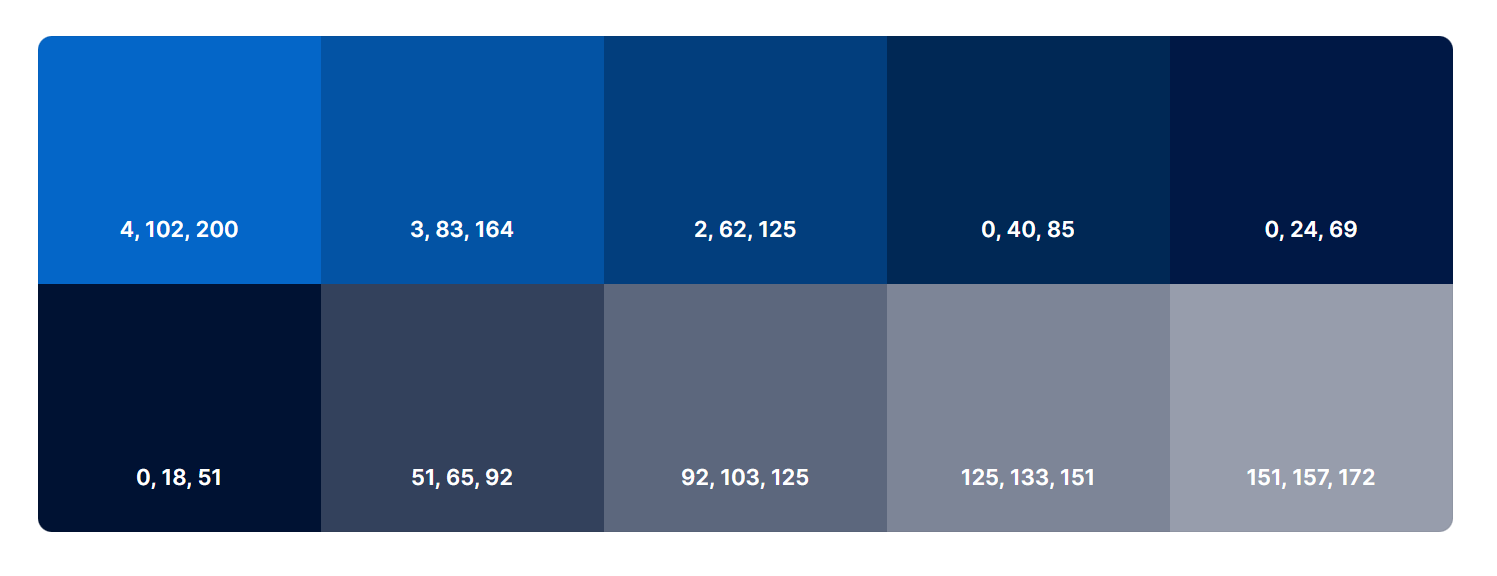 4, 102, 200
3, 83, 164
2, 62, 125
0, 40, 85
0, 24, 69
0, 18, 51
51, 65, 92
92, 103, 125
125, 133, 151
151, 157, 172